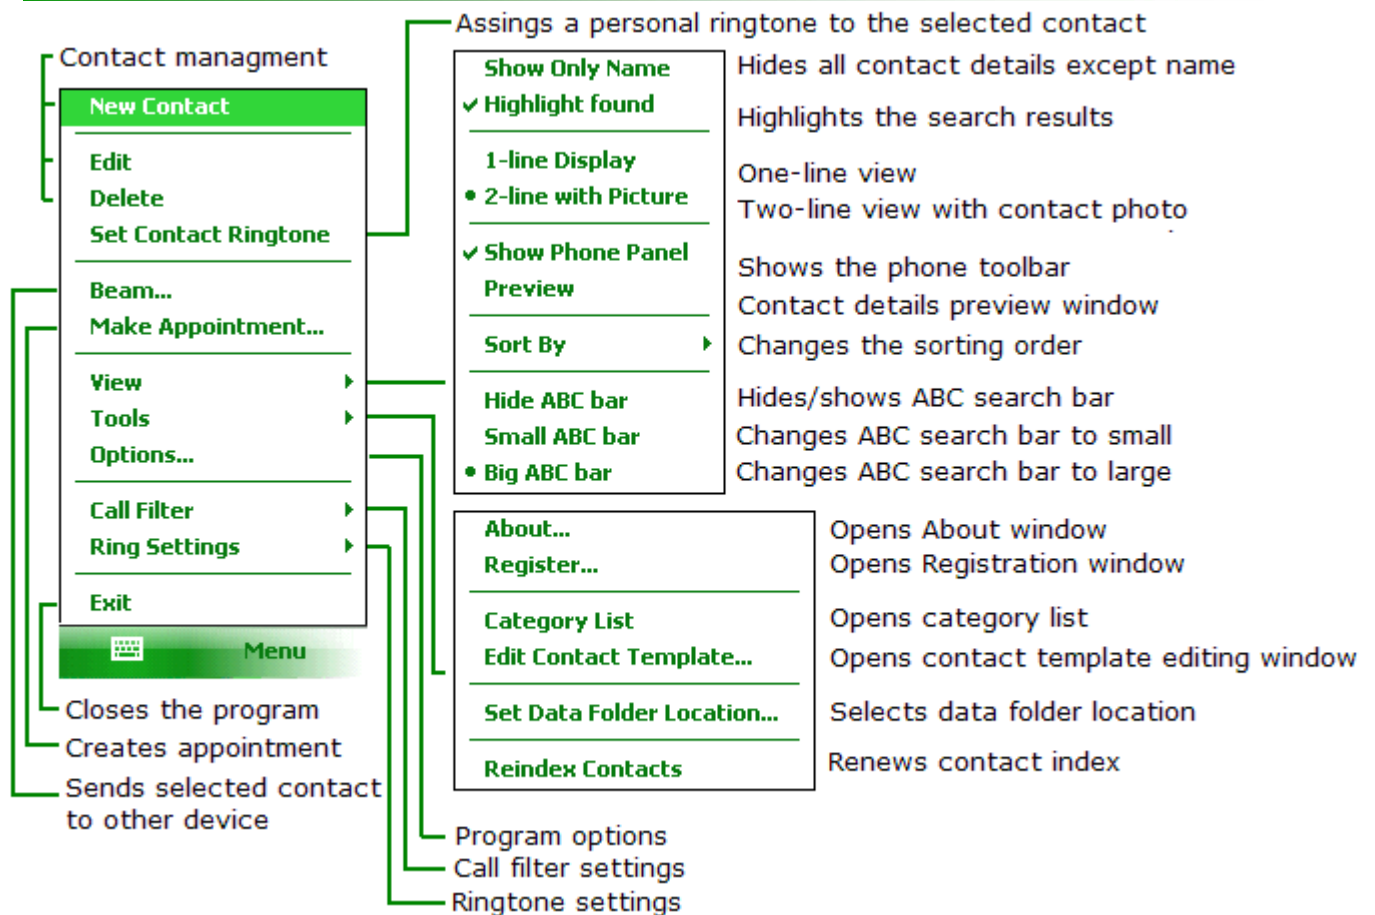 Assings a personal ringtone to the selected contact
Contact managment
New Contact
Edit
Delete
Set Contact Ringtone
Beam...
Make Appointment...
View
Tools
Options...
Call Filter
Ring Settings
Exit
Menu
Closes the program
Creates appointment
Sends selected contact
to other device
Show Only Name
Hides all contact details except name
Highlight found
Highlights the search results
1-line Display
One-line view
2-line with Picture
Two-line view with contact photo
Show Phone Panel
Shows the phone toolbar
Preview
Contact details preview window
Sort By
Changes the sorting order
Hide ABC bar
Hides/shows ABC search bar
Small ABC bar
Changes ABC search bar to small
Big ABC bar
Changes ABC search bar to large
About...
Opens About window
Register...
Opens Registration window
Category List
Opens category list
Edit Contact Template...
Opens contact template editing window
Set Data Folder Location...
Selects data folder location
Reindex Contacts
Renews contact index
Program options
Call filter settings
Ringtone settings